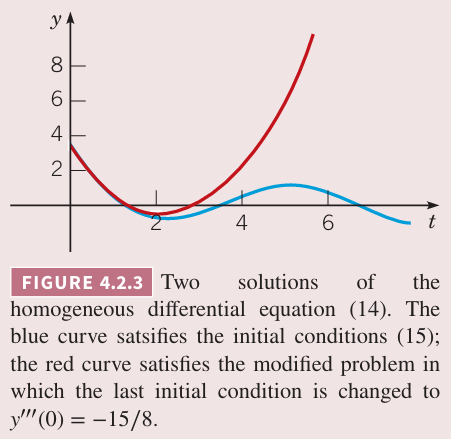 y
8
6
4
2
2
4
6
t
FIGURE 4.2.3 Two solutions of the
homogeneous differential equation (14). The
blue curve satsifies the initial conditions (15);
the red curve satisfies the modified problem in
which the last initial condition is changed to
y‴(0) = −15/8.